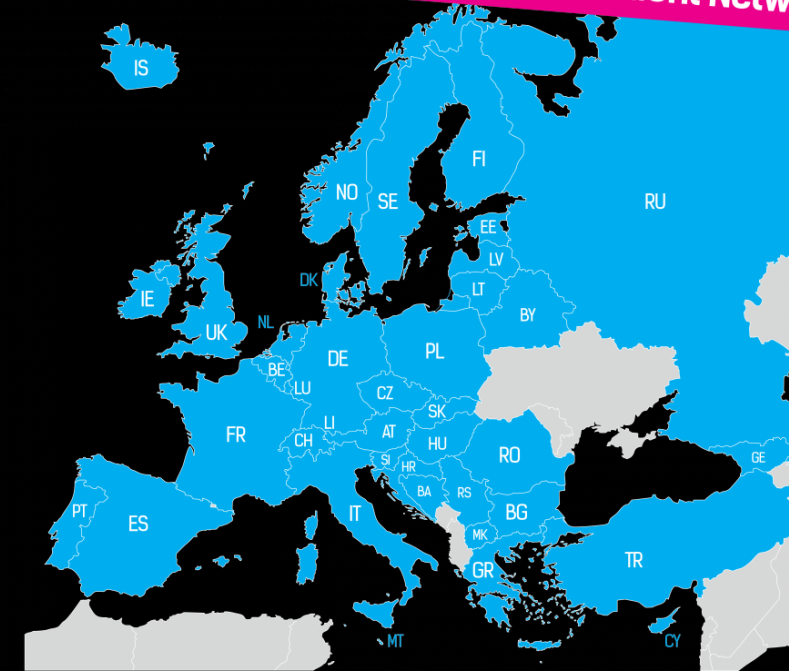 Netw
IS
FI
NO
SE
RU
EE
LV
DK
LT
IE
BY
NL
UK
DE
PL
BE
LU
CZ
SK
LI
AT
FR
CH
HU
RO
SI
HR
GE
BA
RS
PT
IT
BG
ES
MK
TR
GR
MT
CY